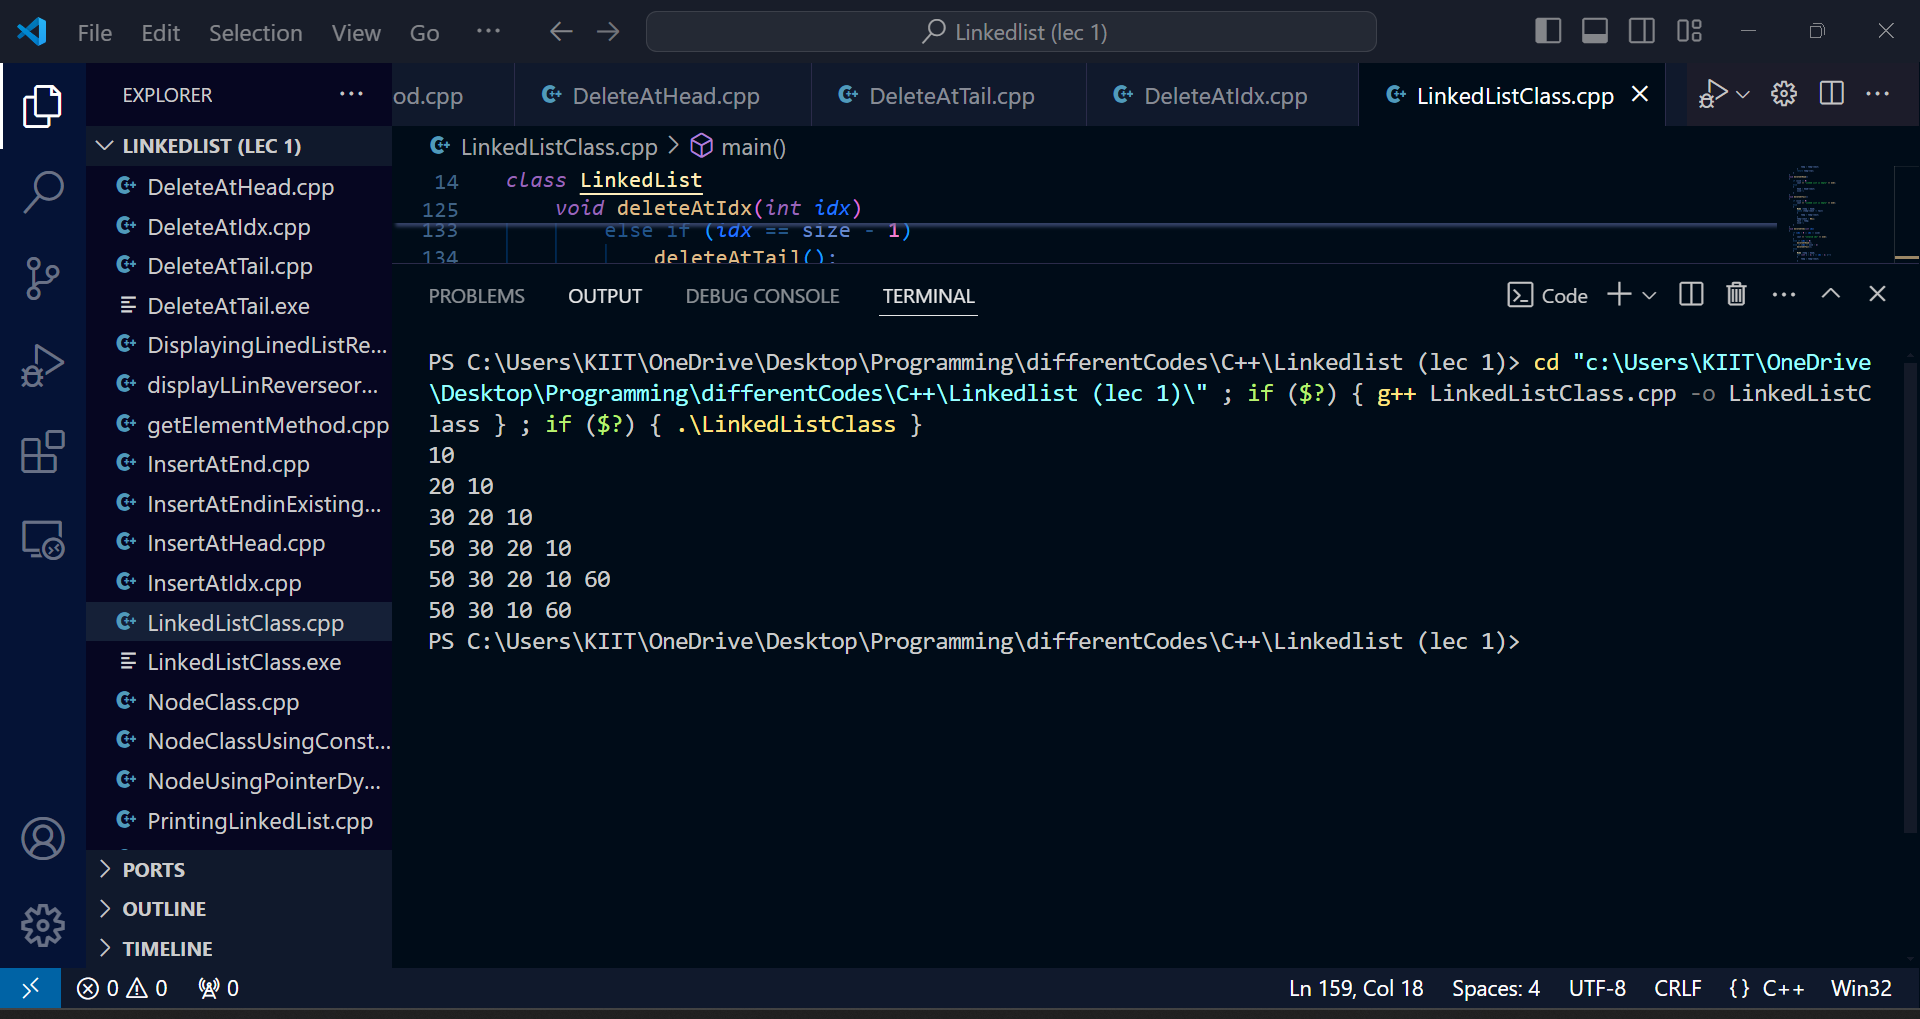 File Edit Selection View Go ··· Linkedlist (lec 1)
EXPLORER ···
od.cpp DeleteAtHead.cpp DeleteAtTail.cpp DeleteAtIdx.cpp LinkedListClass.cpp
LINKEDLIST (LEC 1)
DeleteAtHead.cpp
DeleteAtIdx.cpp
DeleteAtTail.cpp
DeleteAtTail.exe
DisplayingLinedListRe...
displayLLinReverseor...
getElementMethod.cpp
InsertAtEnd.cpp
InsertAtEndinExisting...
InsertAtHead.cpp
InsertAtIdx.cpp
LinkedListClass.cpp
LinkedListClass.exe
NodeClass.cpp
NodeClassUsingConst...
NodeUsingPointerDy...
PrintingLinkedList.cpp
PORTS
OUTLINE
TIMELINE
LinkedListClass.cpp > main()
14 class LinkedList
125 void deleteAtIdx(int idx)
133 else if (idx == size - 1)
134 deleteAtTail();
PROBLEMS OUTPUT DEBUG CONSOLE TERMINAL Code
PS C:\Users\KIIT\OneDrive\Desktop\Programming\differentCodes\C++\Linkedlist (lec 1)> cd "c:\Users\KIIT\OneDrive
\Desktop\Programming\differentCodes\C++\Linkedlist (lec 1)\" ; if ($?) { g++ LinkedListClass.cpp -o LinkedListC
lass } ; if ($?) { .\LinkedListClass }
10
20 10
30 20 10
50 30 20 10
50 30 20 10 60
50 30 10 60
PS C:\Users\KIIT\OneDrive\Desktop\Programming\differentCodes\C++\Linkedlist (lec 1)>
0 0 0 Ln 159, Col 18 Spaces: 4 UTF-8 CRLF {} C++ Win32